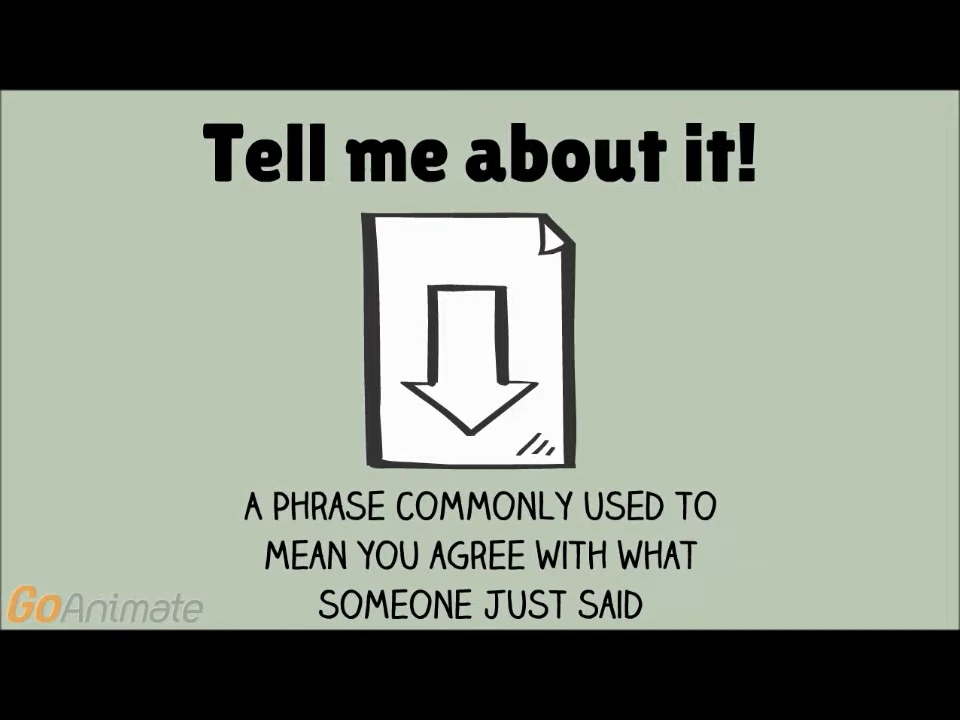 Tell me about it!
A PHRASE COMMONLY USED TO
MEAN YOU AGREE WITH WHAT
SOMEONE JUST SAID
GoAnimate